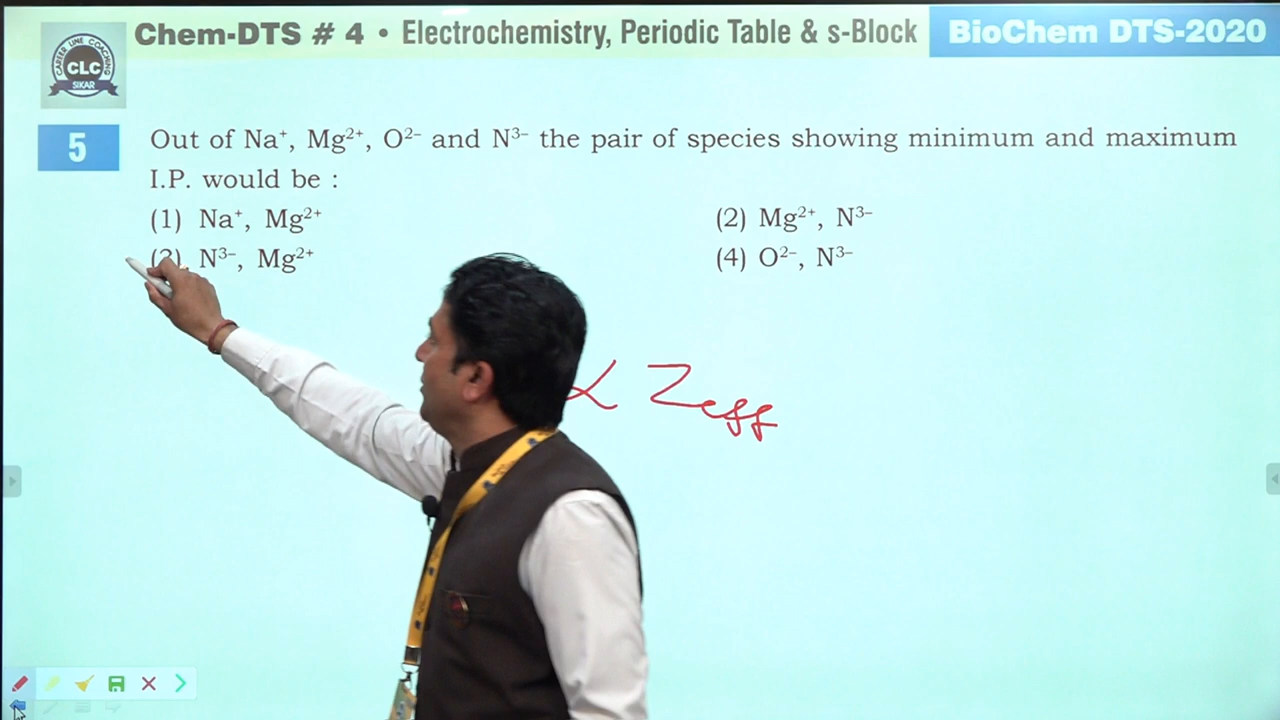 Chem-DTS # 4 • Electrochemistry, Periodic Table & s-Block
BioChem DTS-2020
CAREER LINE COACHING
CLC
SIKAR
5
Out of Na⁺, Mg²⁺, O²⁻ and N³⁻ the pair of species showing minimum and maximum
I.P. would be :
(1) Na⁺, Mg²⁺
(2) Mg²⁺, N³⁻
(3) N³⁻, Mg²⁺
(4) O²⁻, N³⁻
∝ Zeff